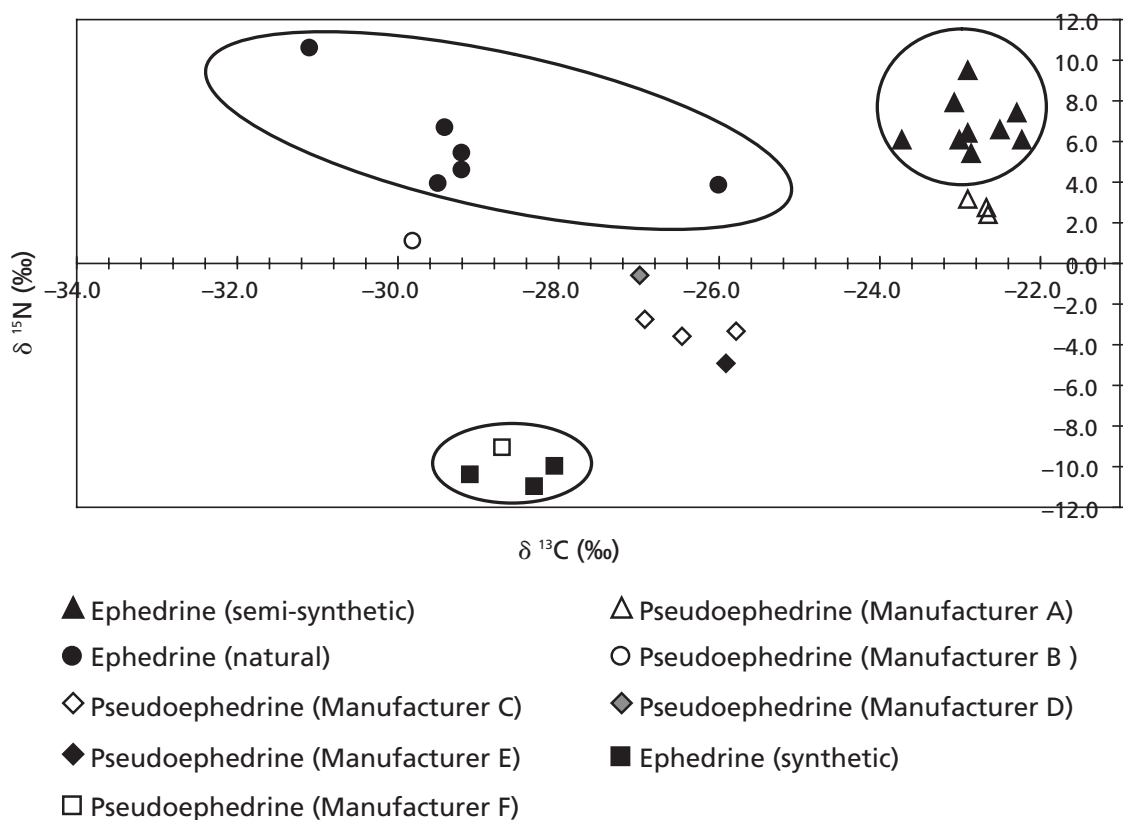 12.0
10.0
8.0
6.0
4.0
2.0
0.0
−34.0 −32.0 −30.0 −28.0 −26.0 −24.0 −22.0
−2.0
−4.0
−6.0
−8.0
−10.0
−12.0
δ ¹⁵N (‰)
δ ¹³C (‰)
Ephedrine (semi-synthetic)
Pseudoephedrine (Manufacturer A)
Ephedrine (natural)
Pseudoephedrine (Manufacturer B )
Pseudoephedrine (Manufacturer C)
Pseudoephedrine (Manufacturer D)
Pseudoephedrine (Manufacturer E)
Ephedrine (synthetic)
Pseudoephedrine (Manufacturer F)